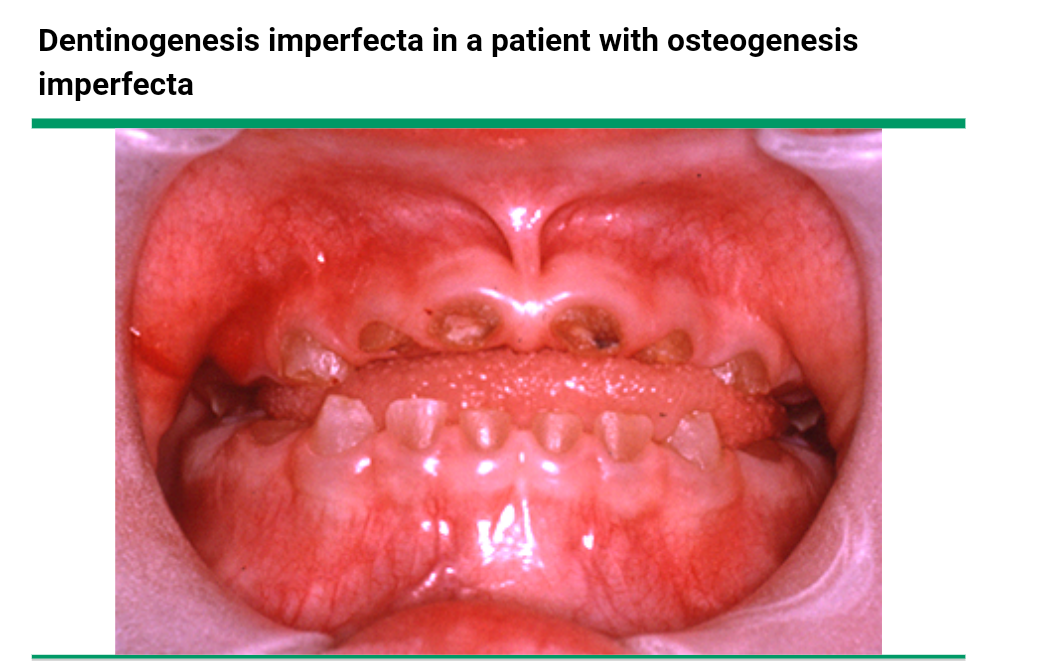 Dentinogenesis imperfecta in a patient with osteogenesis
imperfecta